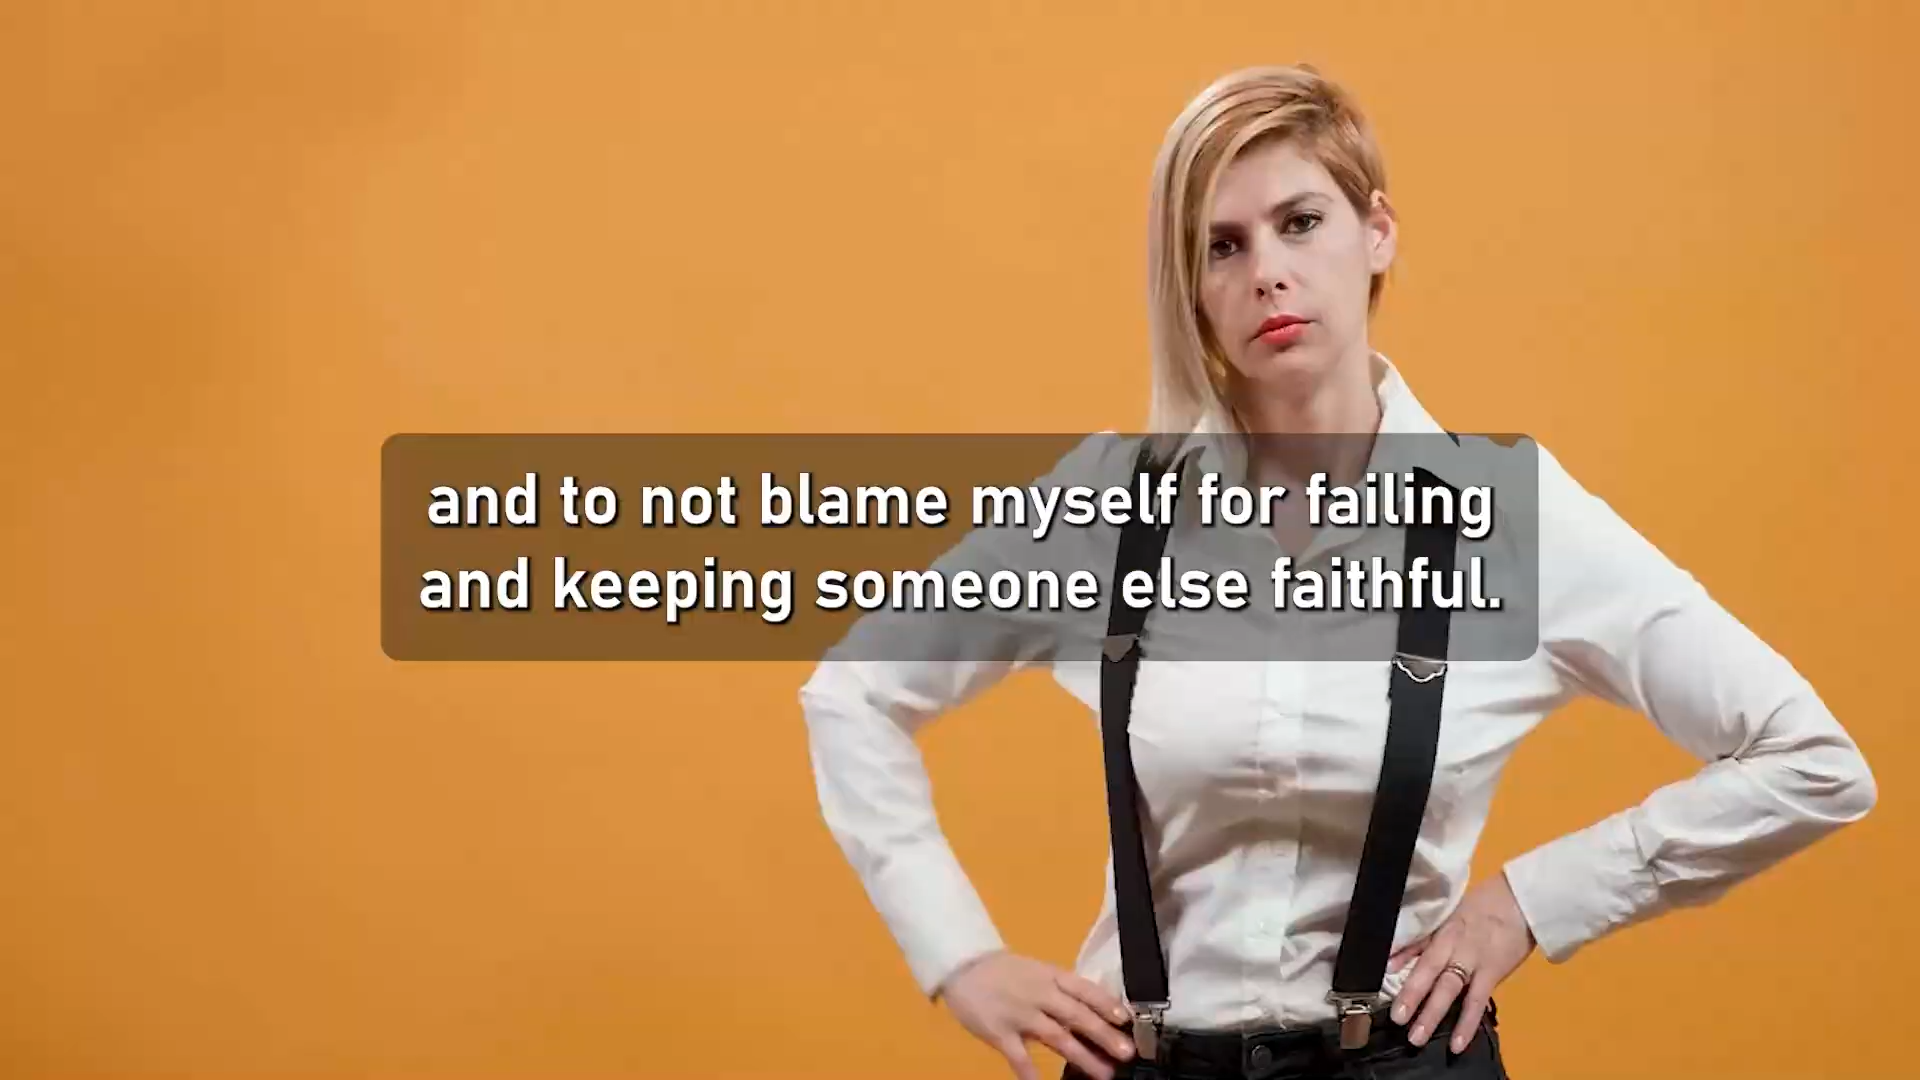 and to not blame myself for failing
and keeping someone else faithful.